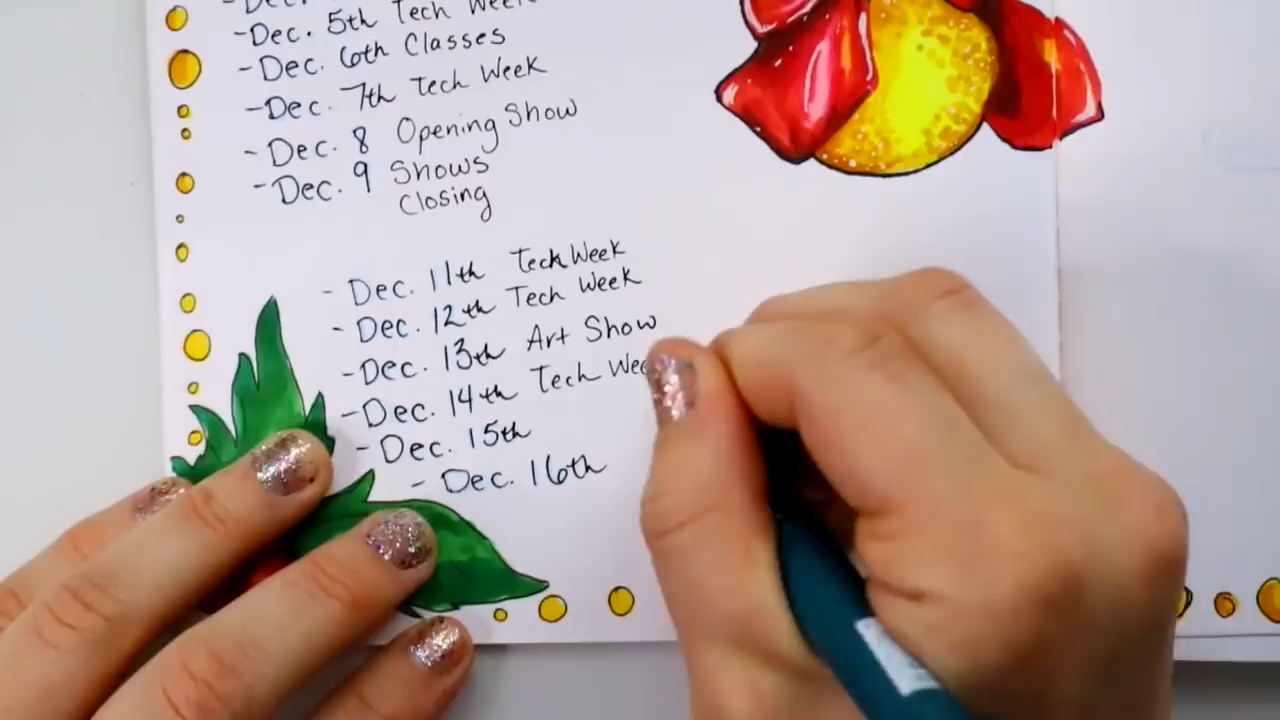 - Dec.
- Dec. 5th Tech Week
- Dec. 6th Classes
- Dec. 7th Tech Week
- Dec. 8 Opening Show
- Dec. 9 Shows
Closing
- Dec. 11th Tech Week
- Dec. 12th Tech Week
- Dec. 13th Art Show
- Dec. 14th Tech Wee
- Dec. 15th
- Dec. 16th